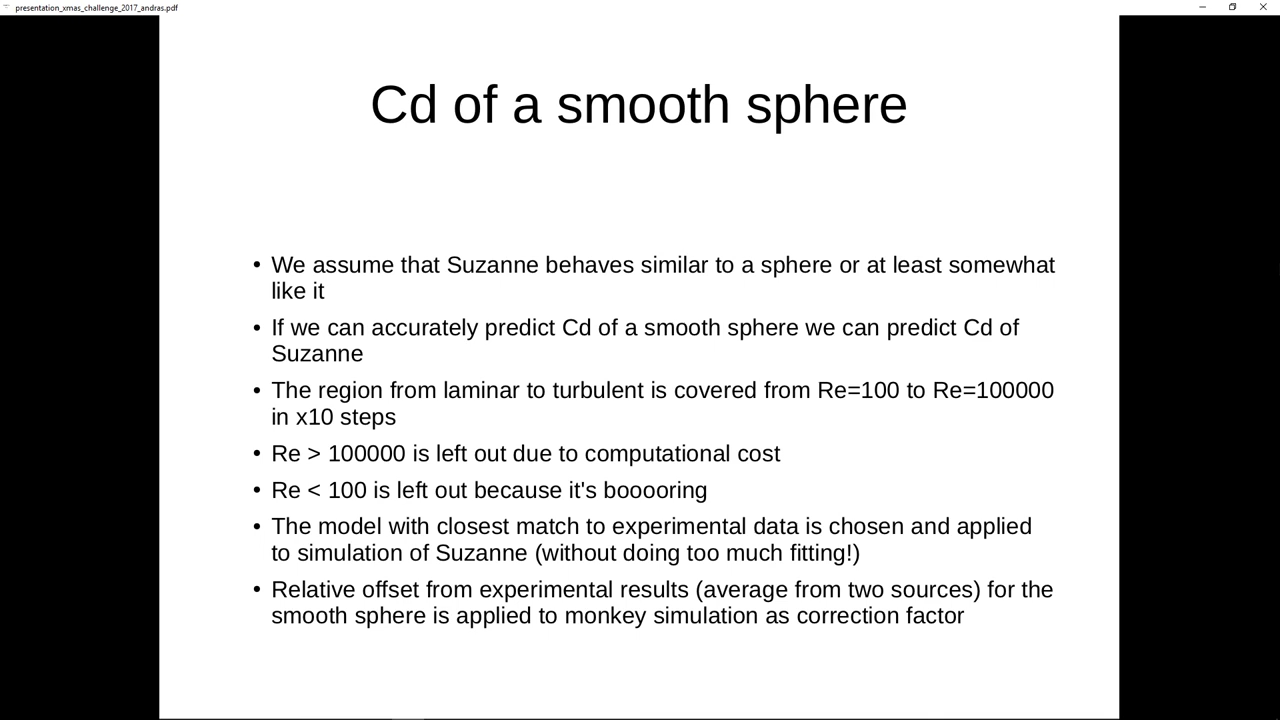 presentation_xmas_challenge_2017_andras.pdf
Cd of a smooth sphere
• We assume that Suzanne behaves similar to a sphere or at least somewhat
like it
• If we can accurately predict Cd of a smooth sphere we can predict Cd of
Suzanne
• The region from laminar to turbulent is covered from Re=100 to Re=100000
in x10 steps
• Re > 100000 is left out due to computational cost
• Re < 100 is left out because it's booooring
• The model with closest match to experimental data is chosen and applied
to simulation of Suzanne (without doing too much fitting!)
• Relative offset from experimental results (average from two sources) for the
smooth sphere is applied to monkey simulation as correction factor